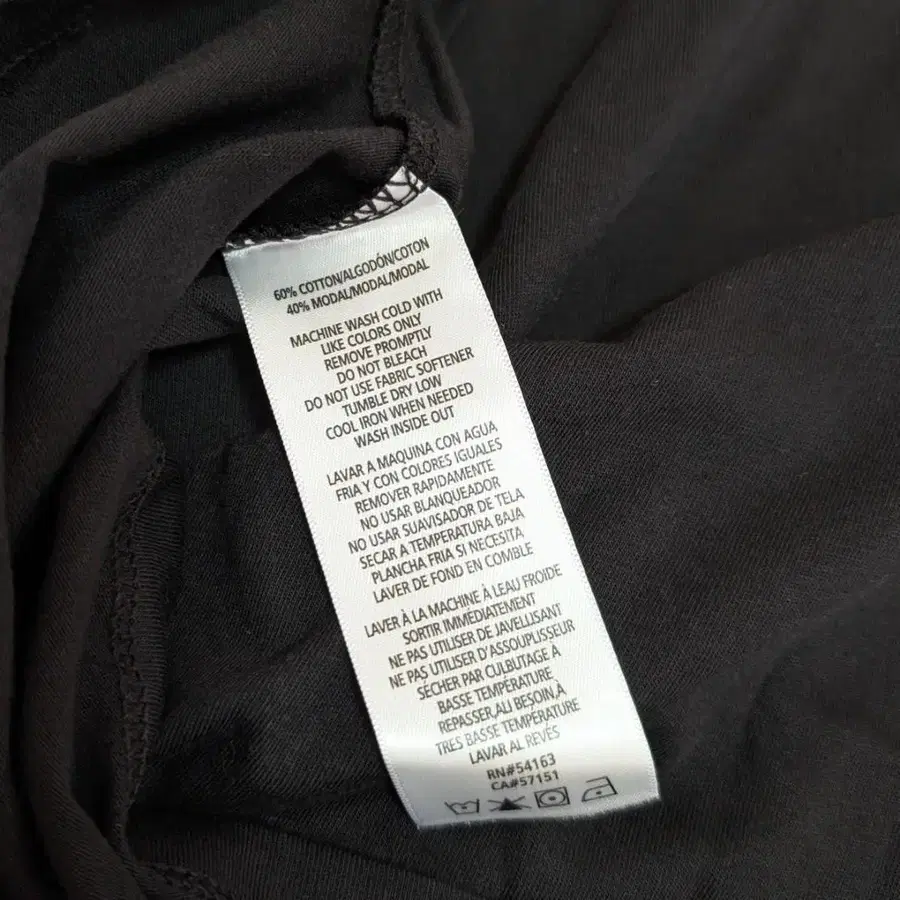 60% COTTON/ALGODÓN/COTON
40% MODAL/MODAL/MODAL
MACHINE WASH COLD WITH
LIKE COLORS ONLY
REMOVE PROMPTLY
DO NOT BLEACH
DO NOT USE FABRIC SOFTENER
TUMBLE DRY LOW
COOL IRON WHEN NEEDED
WASH INSIDE OUT
LAVAR A MAQUINA CON AGUA
FRIA Y CON COLORES IGUALES
REMOVER RAPIDAMENTE
NO USAR BLANQUEADOR
NO USAR SUAVISADOR DE TELA
SECAR A TEMPERATURA BAJA
PLANCHA FRIA SI NECESITA
LAVER DE FOND EN COMBLE
LAVER À LA MACHINE À LEAU FROIDE
SORTIR IMMÉDIATEMENT
NE PAS UTILISER DE JAVELLISANT
NE PAS UTILISER D'ASSOUPLISSEUR
SÉCHER PAR CULBUTAGE À
BASSE TEMPÉRATURE
REPASSER,AU BESOIN,À
TRES BASSE TEMPÉRATURE
LAVAR AL REVÉS
RN#54163
CA#57151